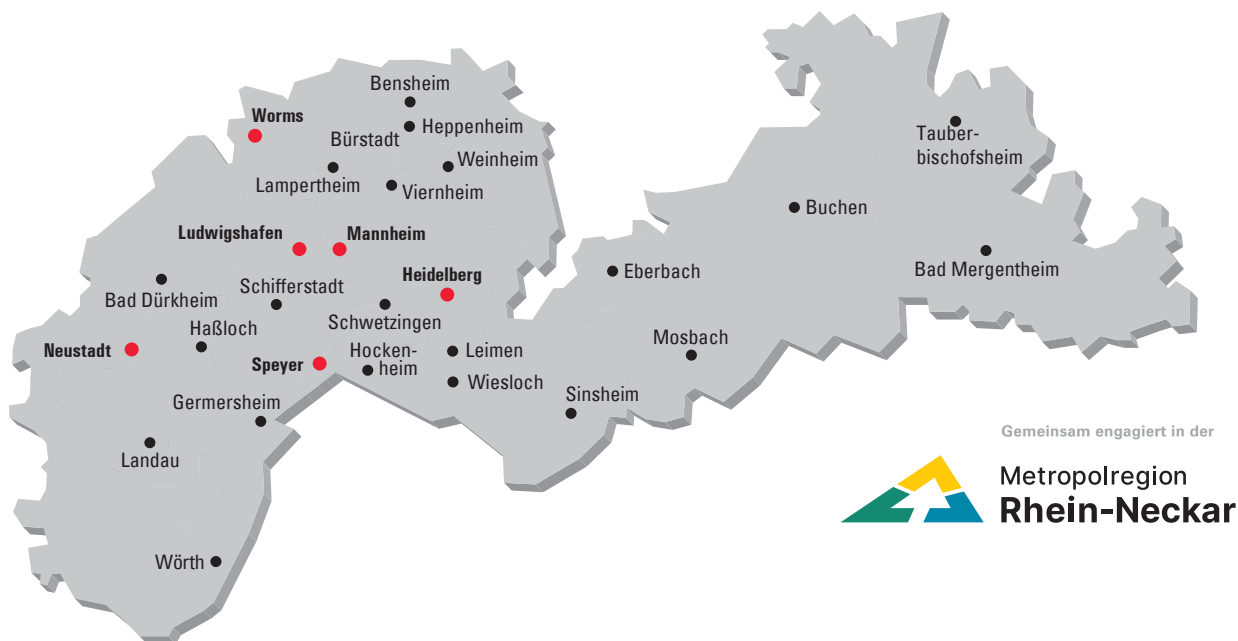 Bensheim
Worms
Heppenheim
Bürstadt
Tauber-
bischofsheim
Weinheim
Lampertheim
Viernheim
Buchen
Ludwigshafen
Mannheim
Bad Mergentheim
Heidelberg
Eberbach
Schifferstadt
Bad Dürkheim
Schwetzingen
Haßloch
Mosbach
Neustadt
Hocken-
heim
Leimen
Speyer
Wiesloch
Sinsheim
Germersheim
Landau
Wörth
Gemeinsam engagiert in der
Metropolregion
Rhein-Neckar